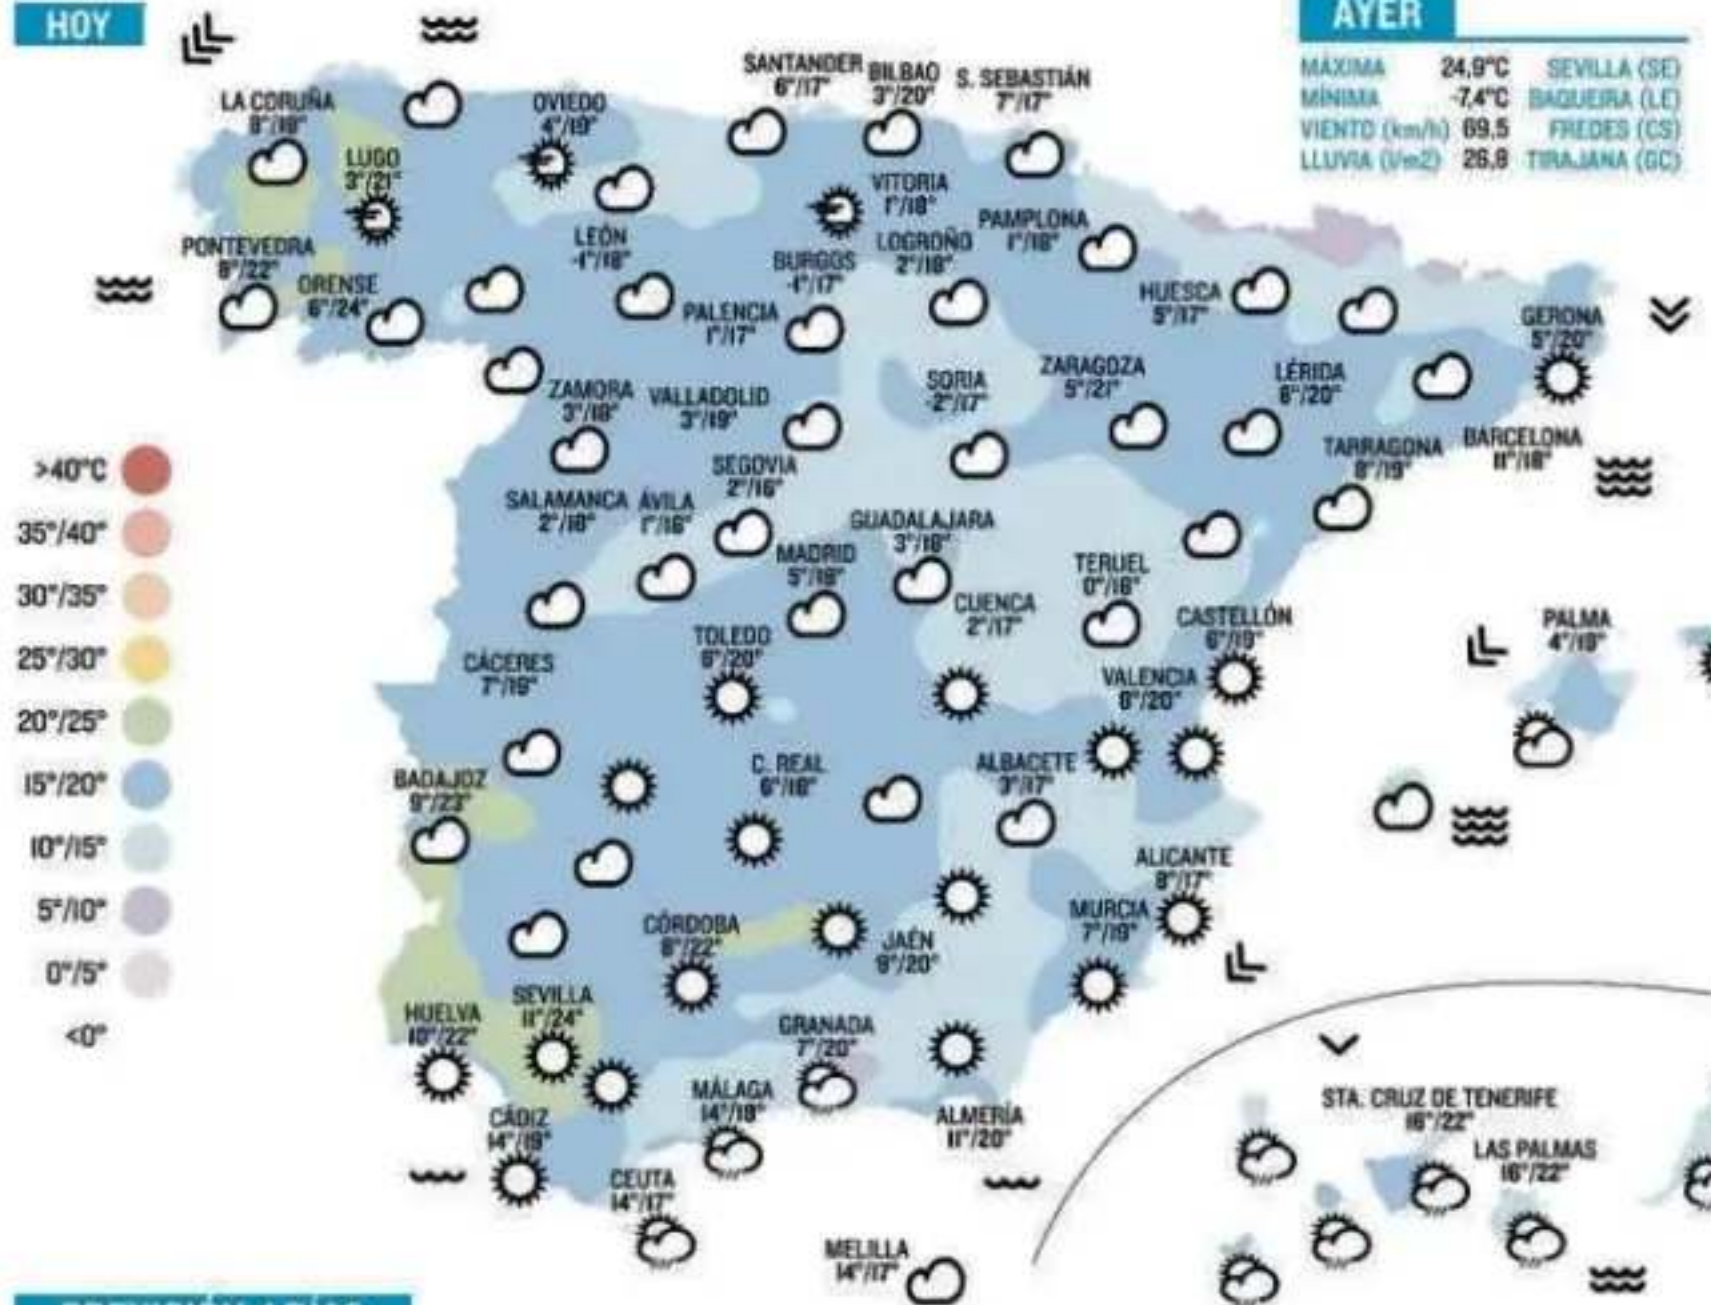 HOY
AYER
MÁXIMA 24,9°C SEVILLA (SE)
MÍNIMA -7,4°C BAQUEIRA (LE)
VIENTO (km/h) 69.5 FREDES (CS)
LLUVIA (l/m2) 26.8 TIRAJANA (GC)
SANTANDER
6°/17°
BILBAO
3°/20°
S. SEBASTIÁN
7°/17°
LA CORUÑA
OVIEDO
4°/19°
LUGO
3°/21°
VITORIA
1°/18°
PAMPLONA
1°/18°
PONTEVEDRA
8°/22°
LEÓN
-1°/18°
LOGROÑO
2°/18°
BURGOS
-1°/17°
ORENSE
6°/24°
HUESCA
5°/17°
PALENCIA
1°/17°
GERONA
5°/20°
ZAMORA
3°/18°
VALLADOLID
3°/19°
SORIA
-2°/17°
ZARAGOZA
5°/21°
LÉRIDA
6°/20°
TARRAGONA
8°/19°
BARCELONA
11°/18°
SEGOVIA
2°/16°
SALAMANCA
2°/18°
ÁVILA
1°/16°
GUADALAJARA
3°/18°
MADRID
5°/18°
TERUEL
0°/16°
CUENCA
2°/17°
CASTELLÓN
6°/19°
PALMA
4°/19°
TOLEDO
6°/20°
CÁCERES
7°/19°
VALENCIA
8°/20°
BADAJOZ
9°/23°
C. REAL
6°/18°
ALBACETE
3°/17°
ALICANTE
8°/17°
MURCIA
7°/19°
CÓRDOBA
8°/22°
JAÉN
9°/20°
SEVILLA
11°/24°
HUELVA
10°/22°
GRANADA
7°/20°
MÁLAGA
14°/18°
ALMERÍA
11°/20°
CÁDIZ
14°/19°
CEUTA
14°/17°
MELILLA
14°/17°
STA. CRUZ DE TENERIFE
16°/22°
LAS PALMAS
16°/22°
>40°C
35°/40°
30°/35°
25°/30°
20°/25°
15°/20°
10°/15°
5°/10°
0°/5°
<0°